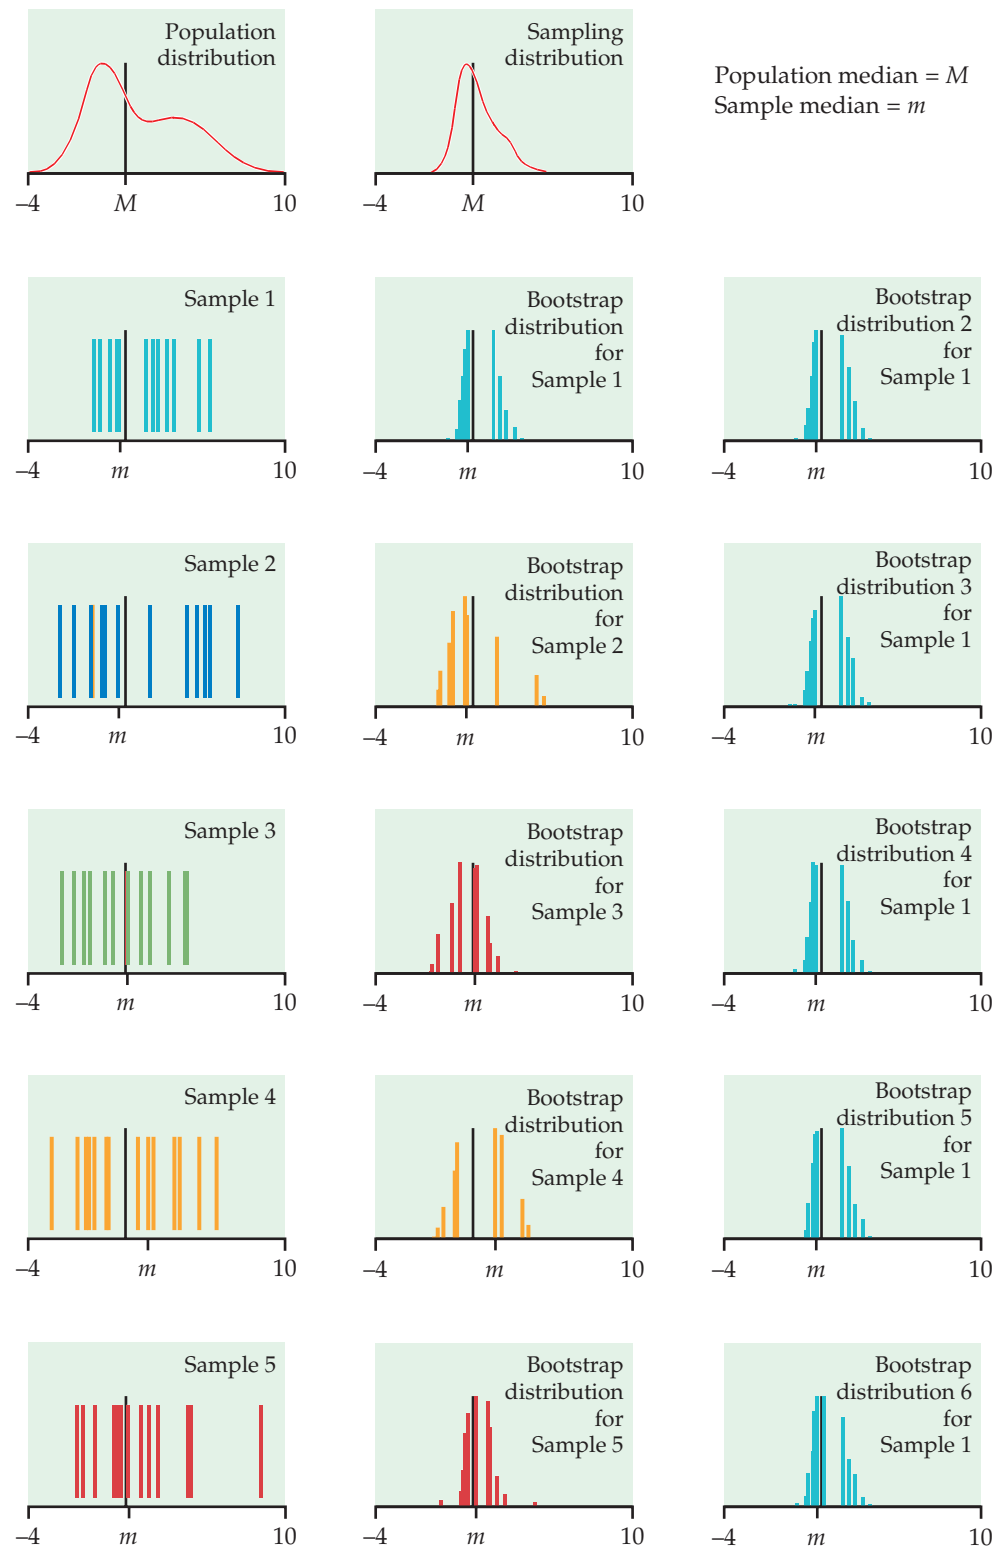 Population
distribution
–4 M 10
Sampling
distribution
–4 M 10
Population median = M
Sample median = m
Sample 1
–4 m 10
Bootstrap
distribution
for
Sample 1
–4 m 10
Bootstrap
distribution 2
for
Sample 1
–4 m 10
Sample 2
–4 m 10
Bootstrap
distribution
for
Sample 2
–4 m 10
Bootstrap
distribution 3
for
Sample 1
–4 m 10
Sample 3
–4 m 10
Bootstrap
distribution
for
Sample 3
–4 m 10
Bootstrap
distribution 4
for
Sample 1
–4 m 10
Sample 4
–4 m 10
Bootstrap
distribution
for
Sample 4
–4 m 10
Bootstrap
distribution 5
for
Sample 1
–4 m 10
Sample 5
–4 m 10
Bootstrap
distribution
for
Sample 5
–4 m 10
Bootstrap
distribution 6
for
Sample 1
–4 m 10